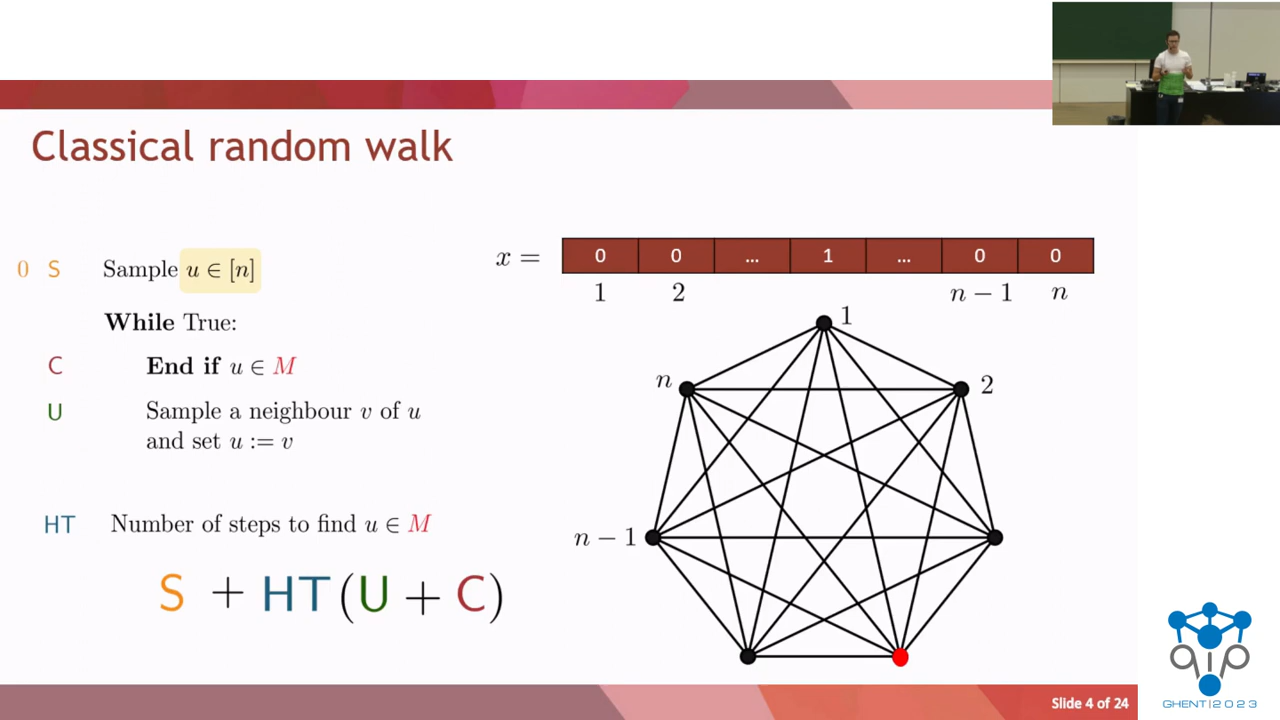 Classical random walk
0 S Sample u ∈ [n]
While True:
C End if u ∈ M
U Sample a neighbour v of u
and set u := v
HT Number of steps to find u ∈ M
S + HT(U + C)
x = 0 0 ... 1 ... 0 0
1 2 n − 1 n
1
n 2
n − 1
Slide 4 of 24
qip
GHENT|2023